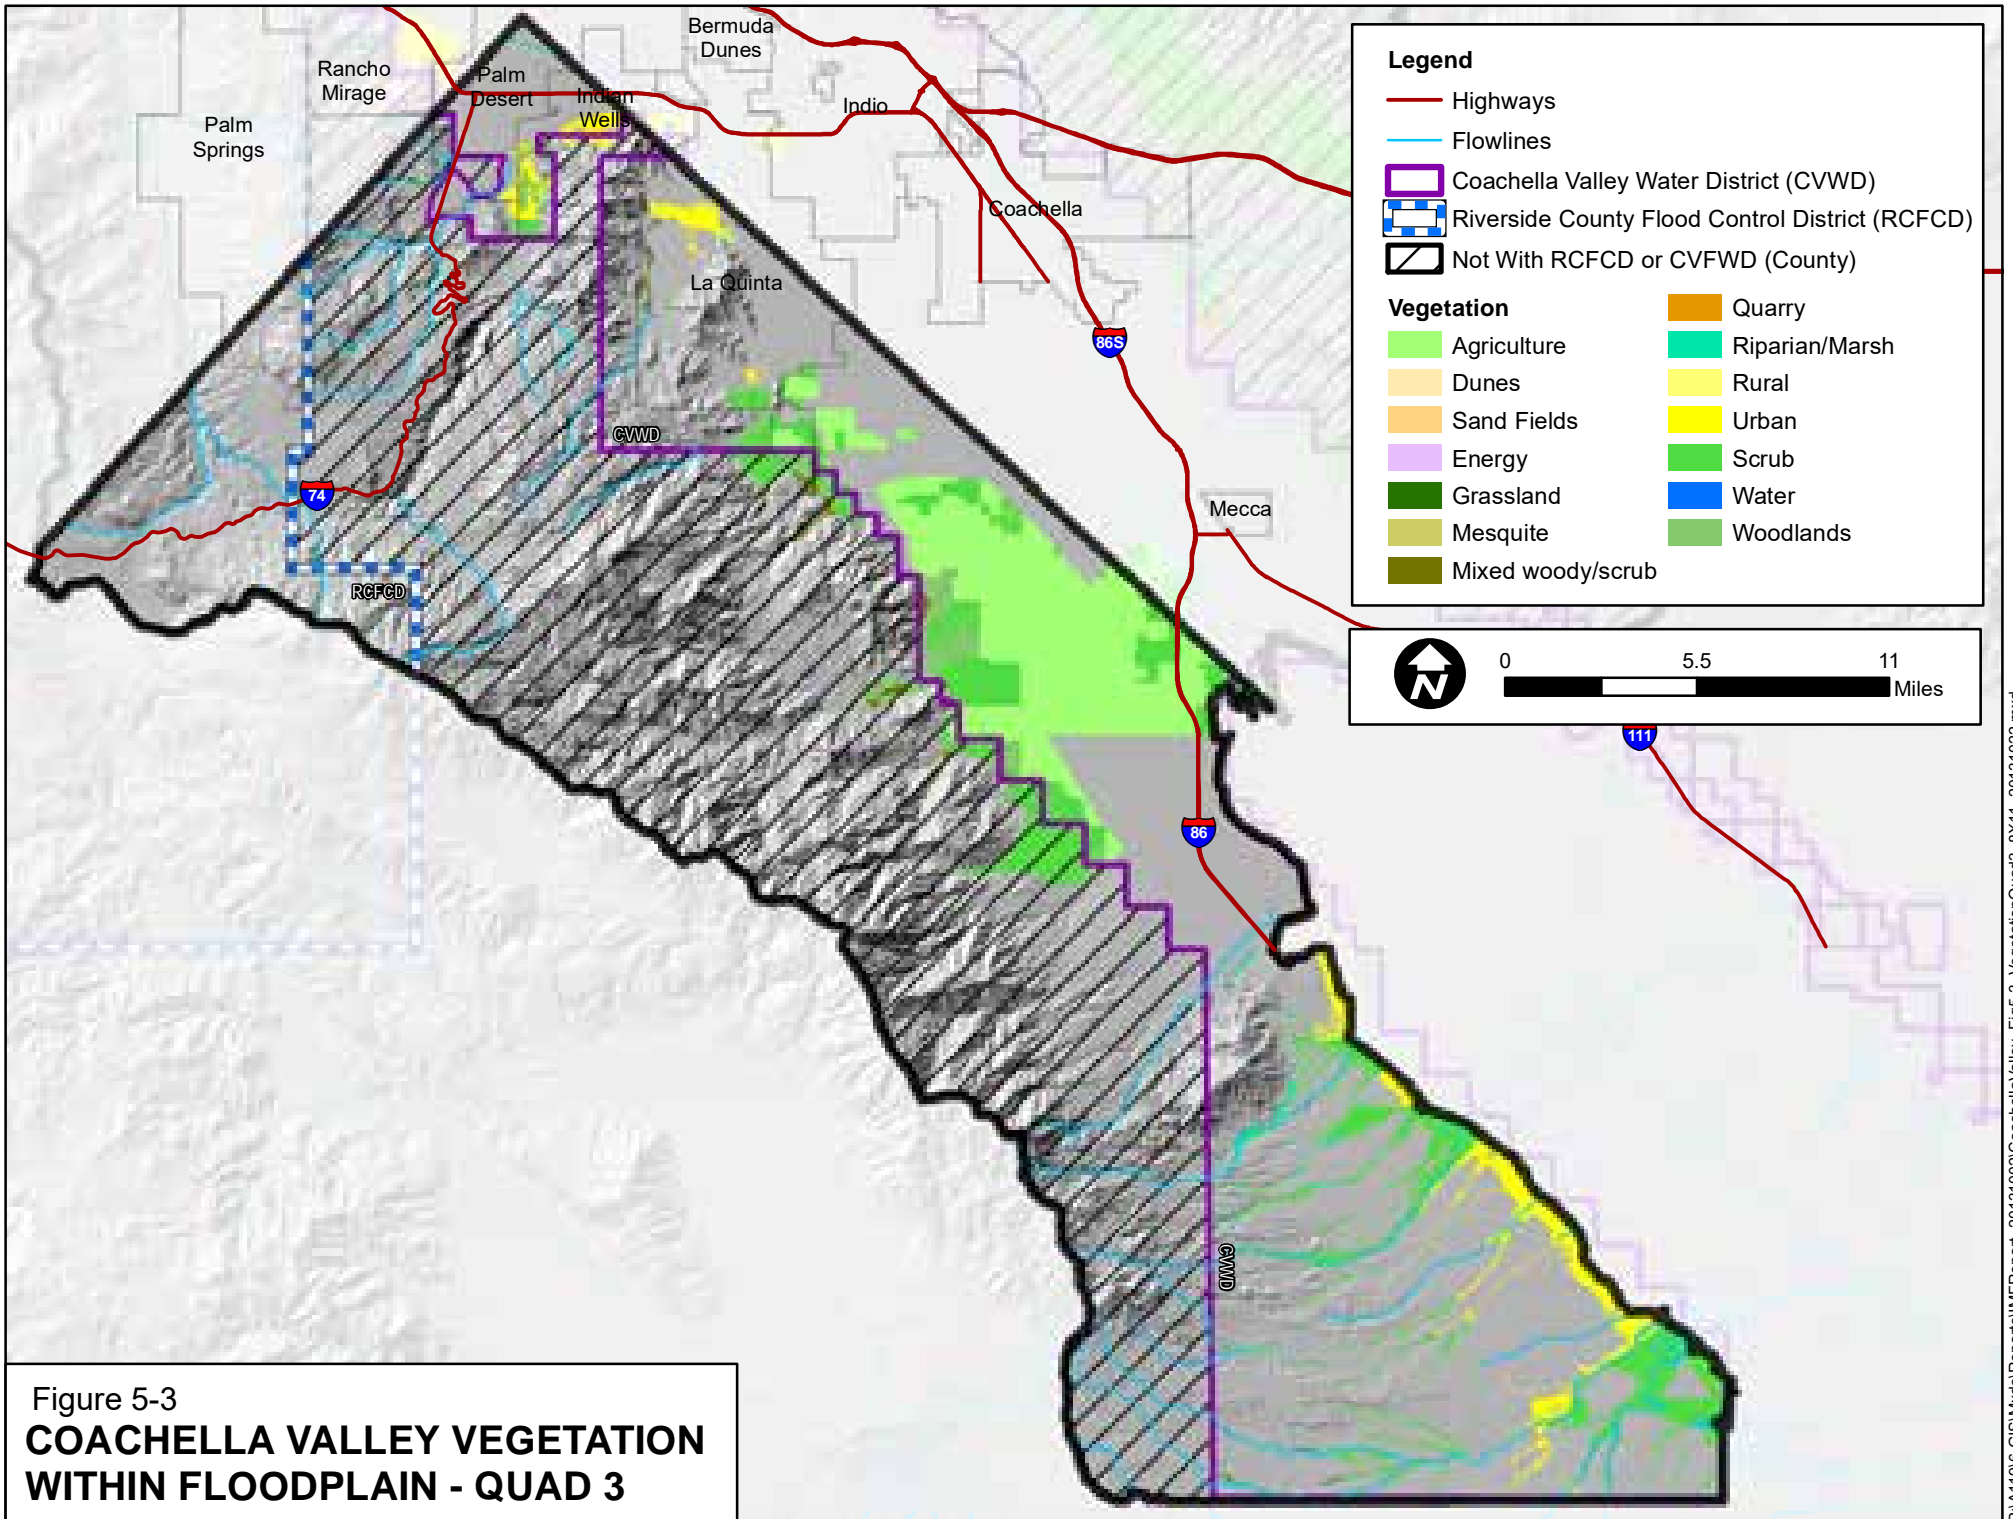 Bermuda
Dunes
Rancho
Mirage
Palm
Desert
Indian
Wells
Indio
Palm
Springs
Coachella
La Quinta
86S
CVWD
74
Mecca
RCFCD
86
111
CVWD
Legend
Highways
Flowlines
Coachella Valley Water District (CVWD)
Riverside County Flood Control District (RCFCD)
Not With RCFCD or CVFWD (County)
Vegetation
Agriculture
Dunes
Sand Fields
Energy
Grassland
Mesquite
Mixed woody/scrub
Quarry
Riparian/Marsh
Rural
Urban
Scrub
Water
Woodlands
N
0 5.5 11
Miles
Figure 5-3
COACHELLA VALLEY VEGETATION
WITHIN FLOODPLAIN - QUAD 3